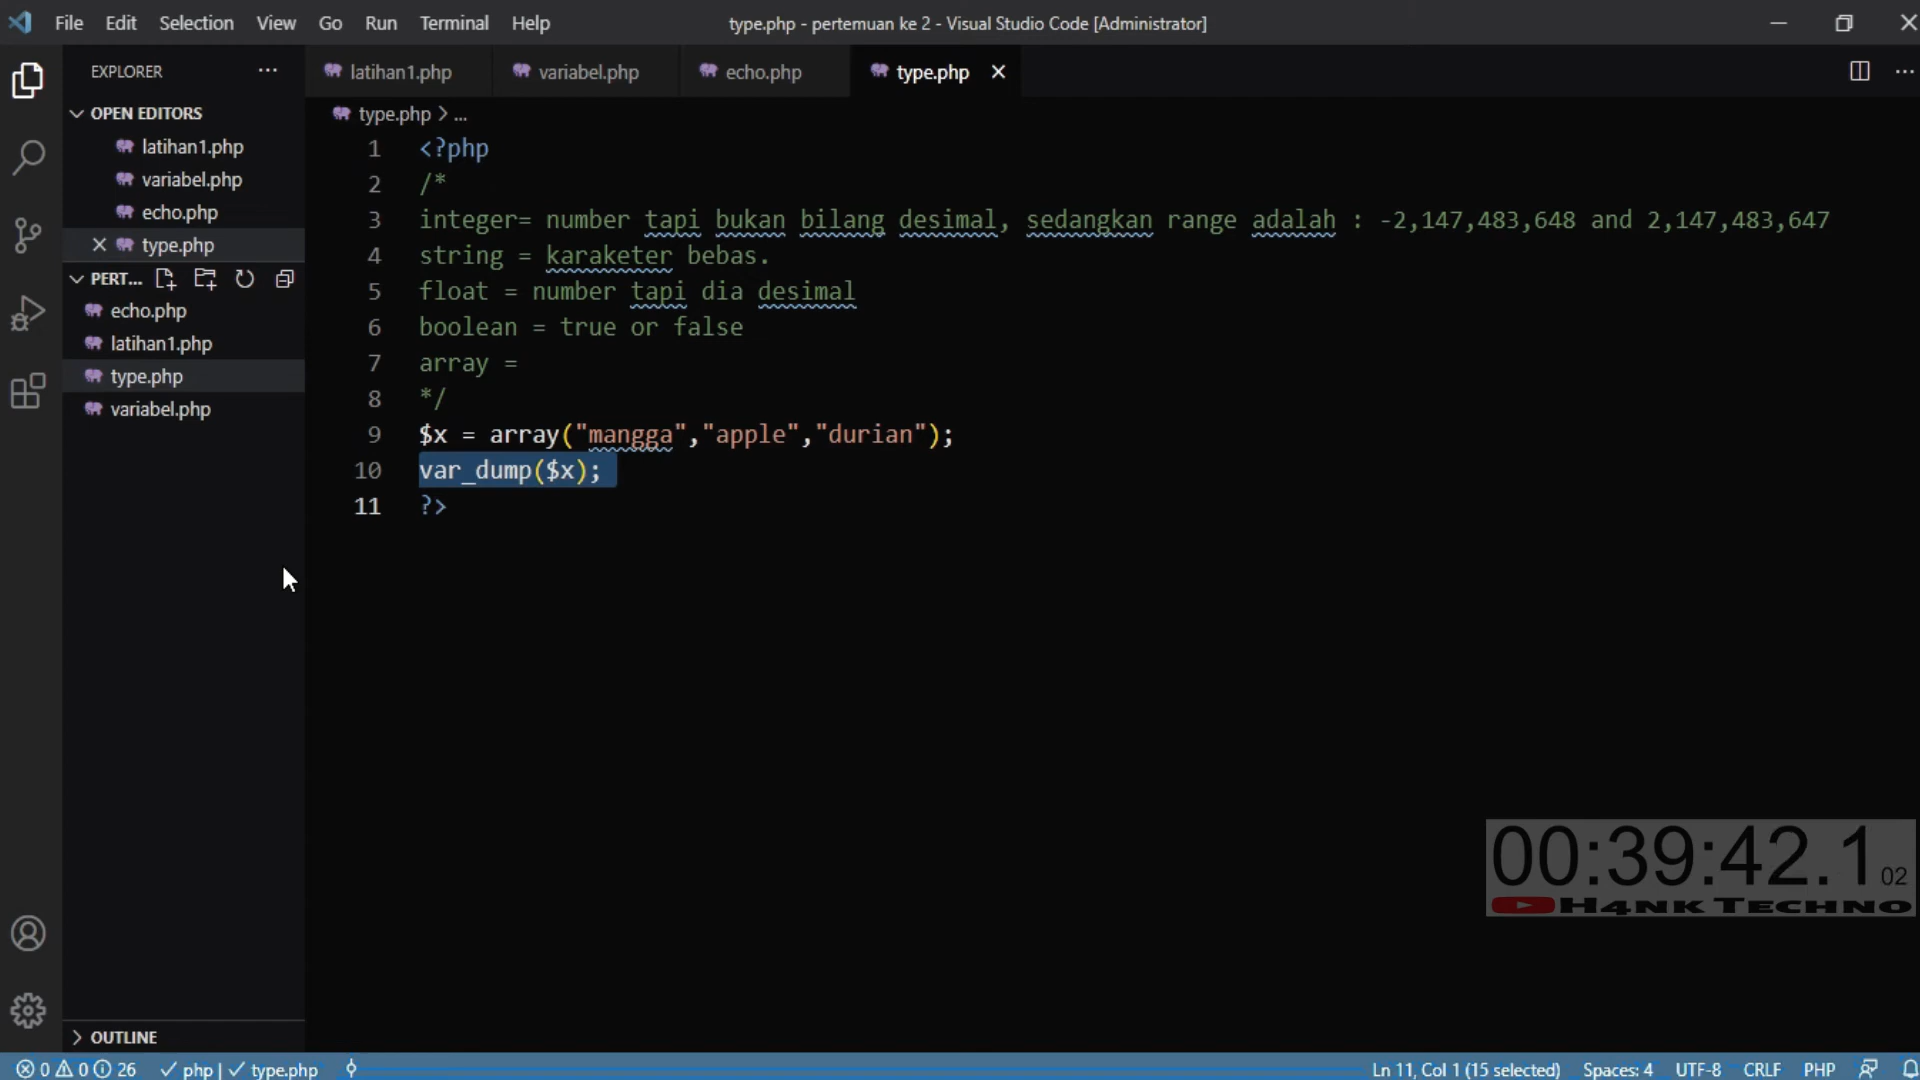 File Edit Selection View Go Run Terminal Help
type.php - pertemuan ke 2 - Visual Studio Code [Administrator]
EXPLORER
OPEN EDITORS
latihan1.php
variabel.php
echo.php
type.php
PERT...
echo.php
latihan1.php
type.php
variabel.php
OUTLINE
latihan1.php variabel.php echo.php type.php
type.php > ...
1 <?php
2 /*
3 integer= number tapi bukan bilang desimal, sedangkan range adalah : -2,147,483,648 and 2,147,483,647
4 string = karaketer bebas.
5 float = number tapi dia desimal
6 boolean = true or false
7 array =
8 */
9 $x = array("mangga","apple","durian");
10 var_dump($x);
11 ?>
00:39:42.1 02
H4NK TECHNO
0 0 26 php | type.php
Ln 11, Col 1 (15 selected) Spaces: 4 UTF-8 CRLF PHP